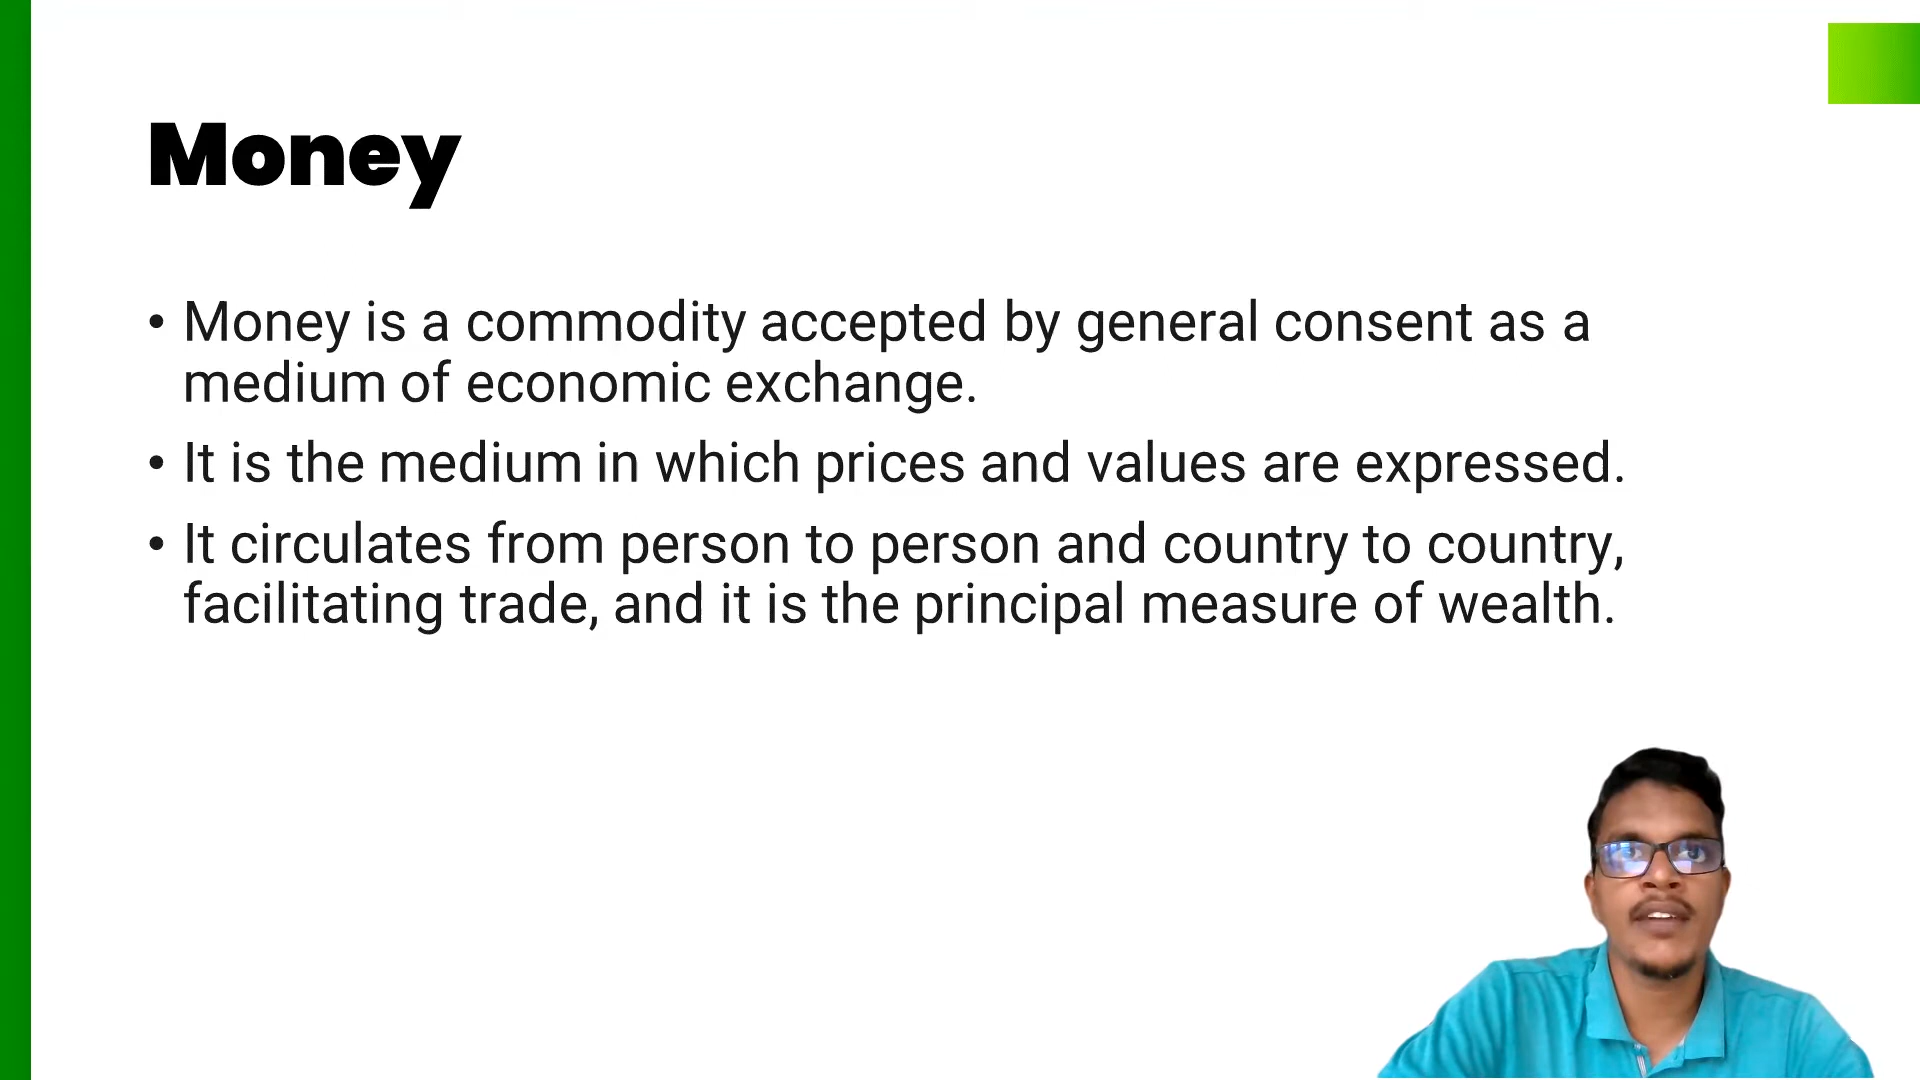 Money
• Money is a commodity accepted by general consent as a
medium of economic exchange.
• It is the medium in which prices and values are expressed.
• It circulates from person to person and country to country,
facilitating trade, and it is the principal measure of wealth.